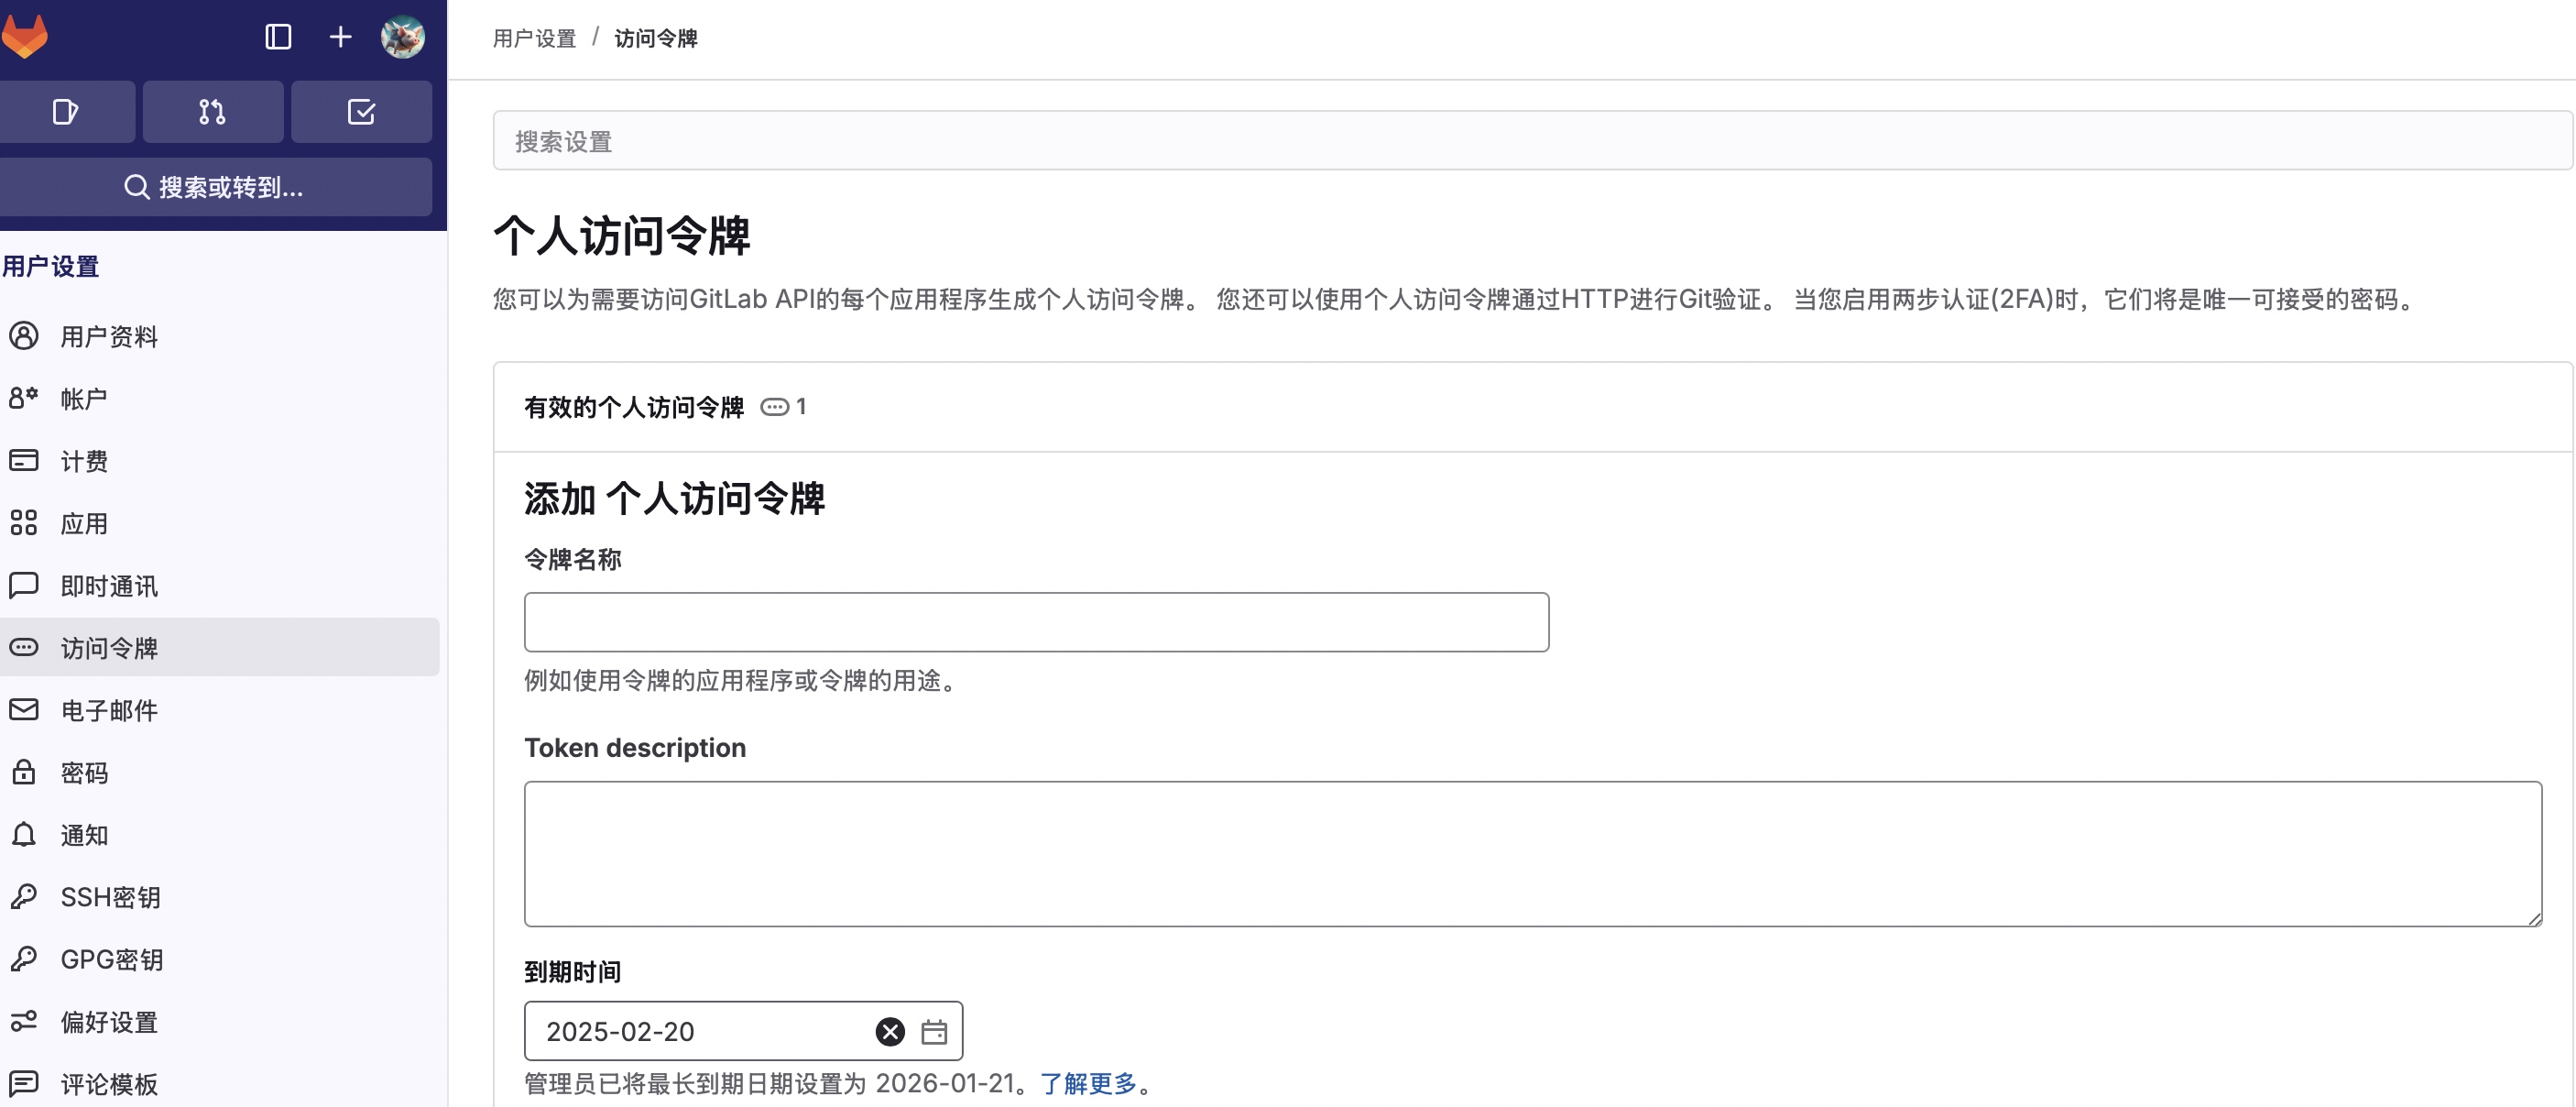 用户设置 / 访问令牌
搜索或转到...
用户设置
用户资料
帐户
计费
应用
即时通讯
访问令牌
电子邮件
密码
通知
SSH密钥
GPG密钥
偏好设置
评论模板
搜索设置
个人访问令牌
您可以为需要访问GitLab API的每个应用程序生成个人访问令牌。 您还可以使用个人访问令牌通过HTTP进行Git验证。 当您启用两步认证(2FA)时，它们将是唯一可接受的密码。
有效的个人访问令牌 1
添加 个人访问令牌
令牌名称
例如使用令牌的应用程序或令牌的用途。
Token description
到期时间
2025-02-20
管理员已将最长到期日期设置为 2026-01-21。了解更多。